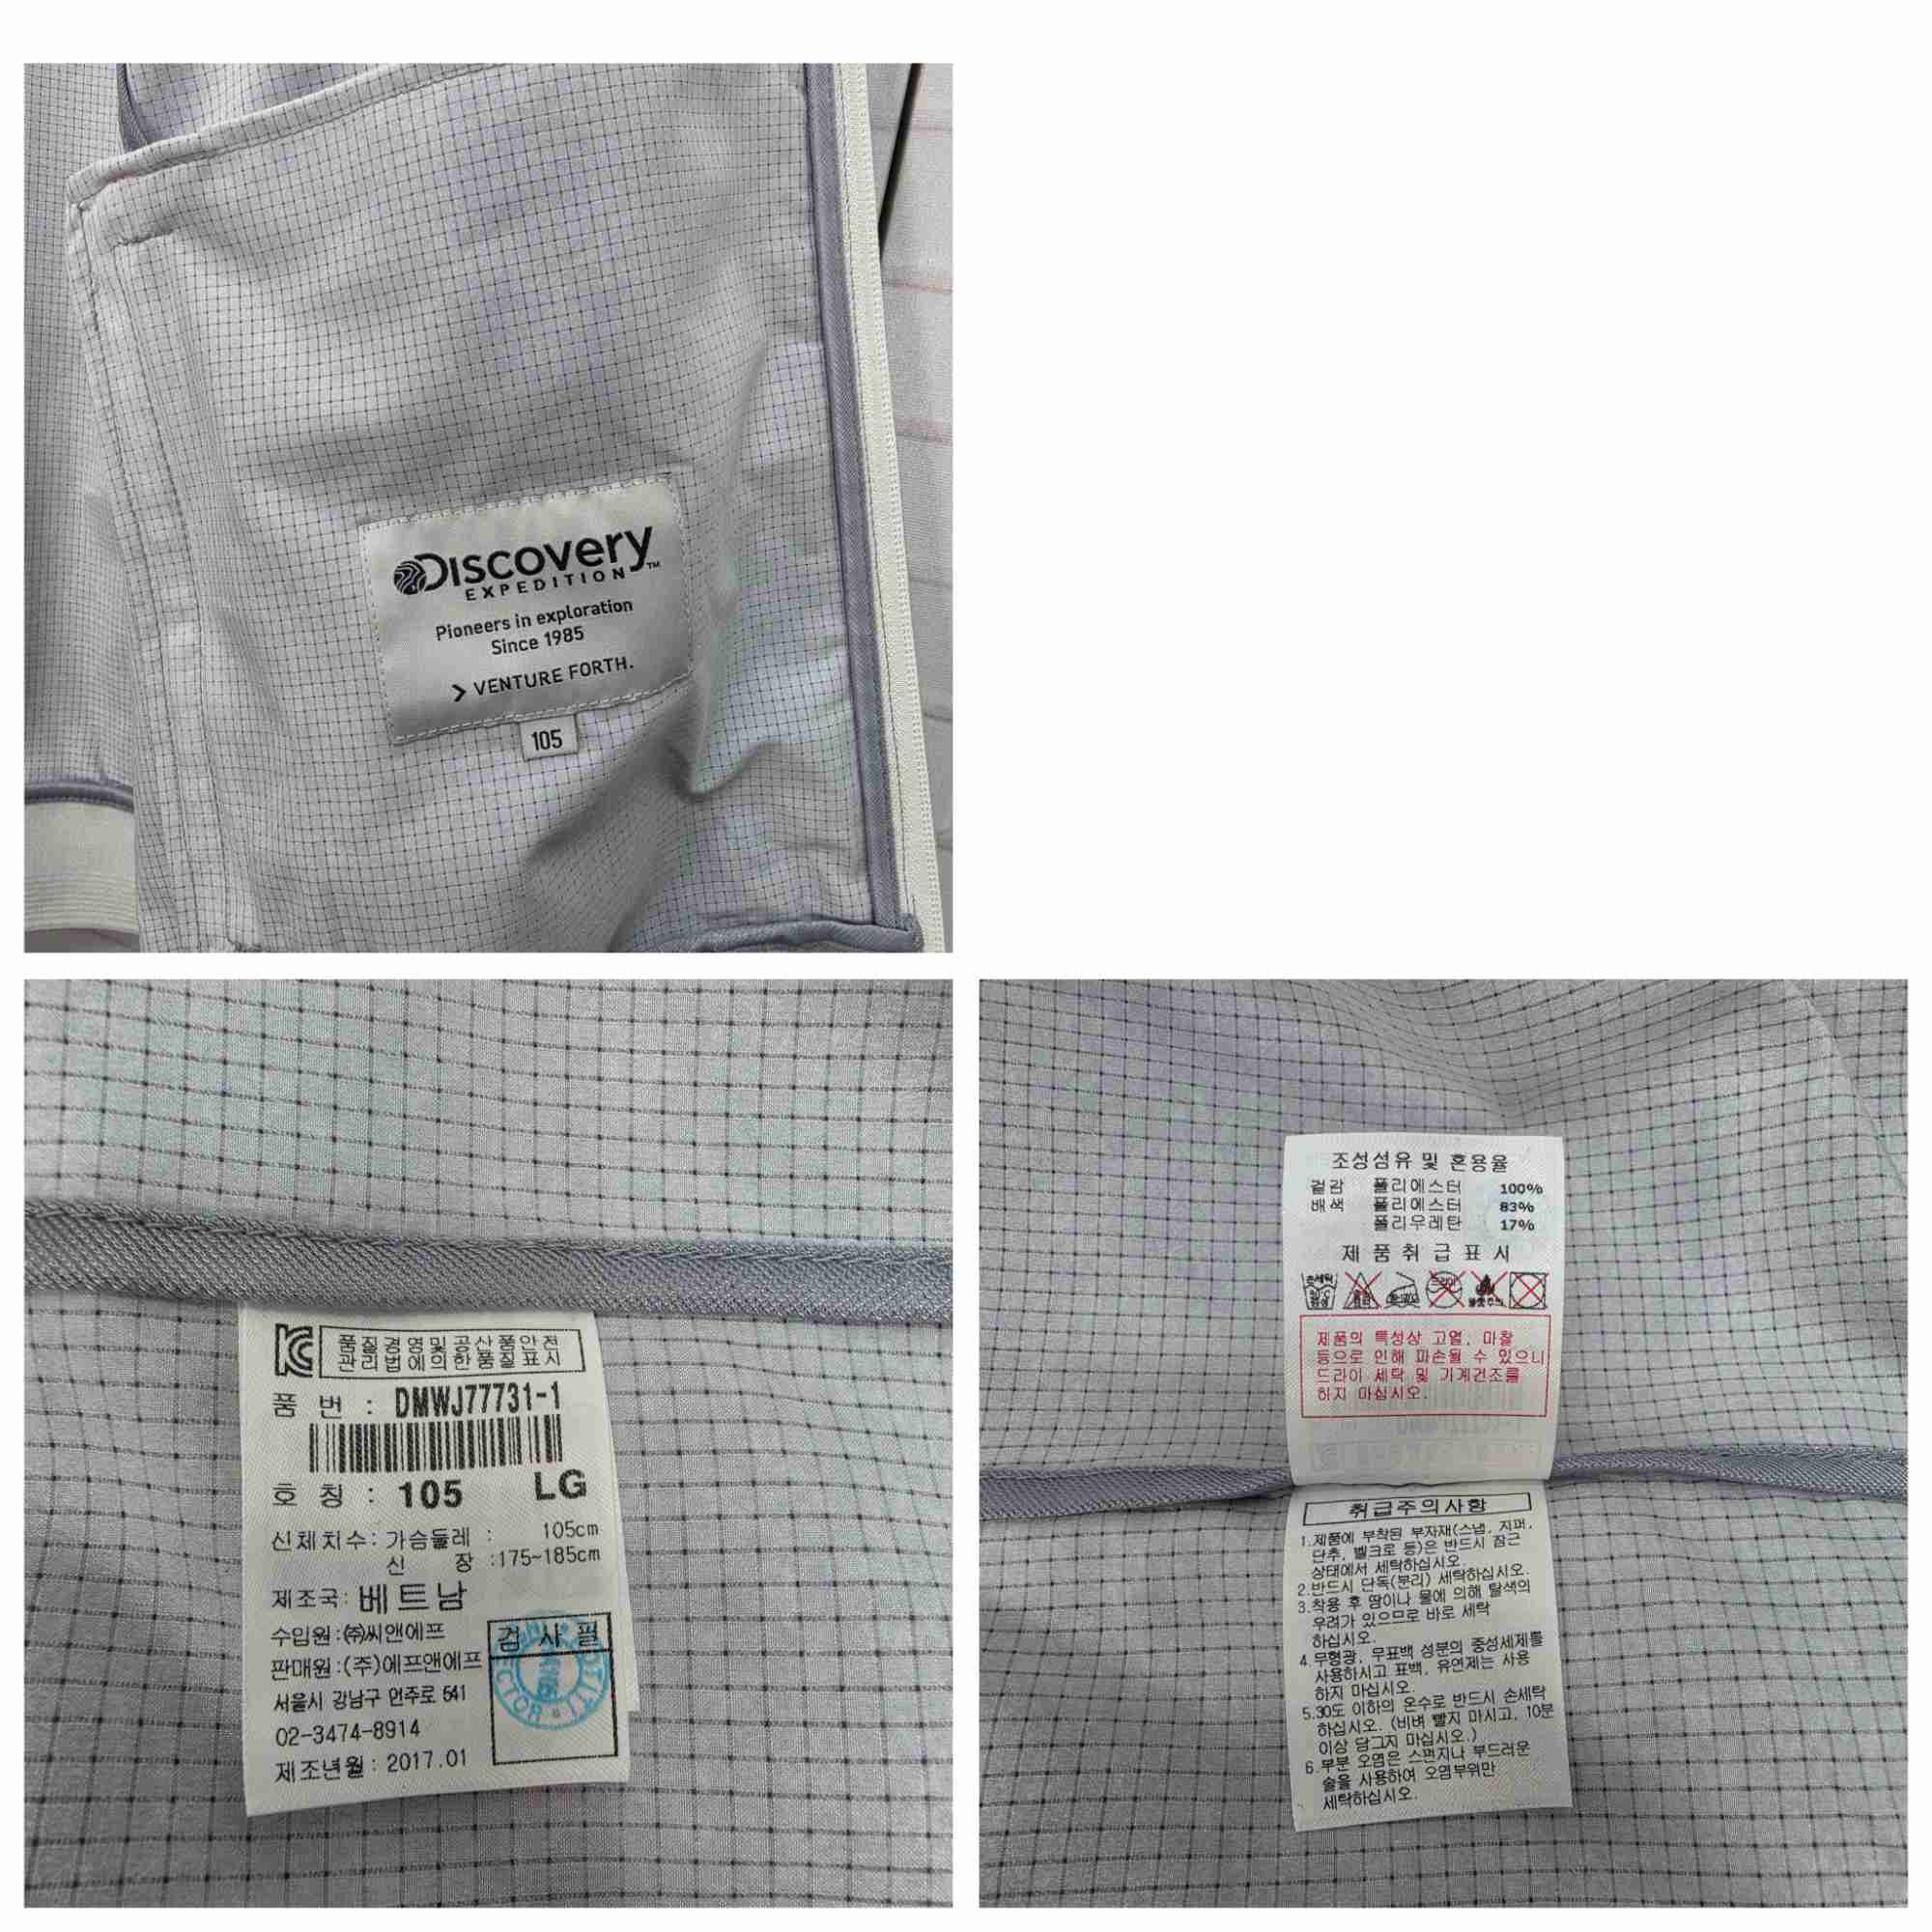 Discovery
EXPEDITION™
Pioneers in exploration
Since 1985
> VENTURE FORTH.
105
품질경영및공산품안전
관리법에의한품질표시
품 번 : DMWJ77731-1
호 칭 : 105 LG
신체치수: 가슴둘레 : 105cm
신 장 :175~185cm
제조국: 베트남
수입원:㈜씨앤에프
판매원:(주)에프앤에프
서울시 강남구 언주로 541
02-3474-8914
제조년월: 2017.01
검 사 필
조성섬유 및 혼용율
겉감 폴리에스터 100%
배색 폴리에스터 83%
폴리우레탄 17%
제 품 취 급 표 시
제품의 특성상 고열, 마찰
등으로 인해 파손될 수 있으니
드라이 세탁 및 기계건조를
하지 마십시오.
취급주의사항
1.제품에 부착된 부자재(스냅, 지퍼,
단추, 벨크로 등)은 반드시 잠근
상태에서 세탁하십시오.
2.반드시 단독(분리) 세탁하십시오.
3.착용 후 땀이나 물에 의해 탈색의
우려가 있으므로 바로 세탁
하십시오.
4.무형광, 무표백 성분의 중성세제를
사용하시고 표백, 유연제는 사용
하지 마십시오.
5.30도 이하의 온수로 반드시 손세탁
하십시오. (비벼 빨지 마시고, 10분
이상 담그지 마십시오.)
6.부분 오염은 스펀지나 부드러운
솔을 사용하여 오염부위만
세탁하십시오.